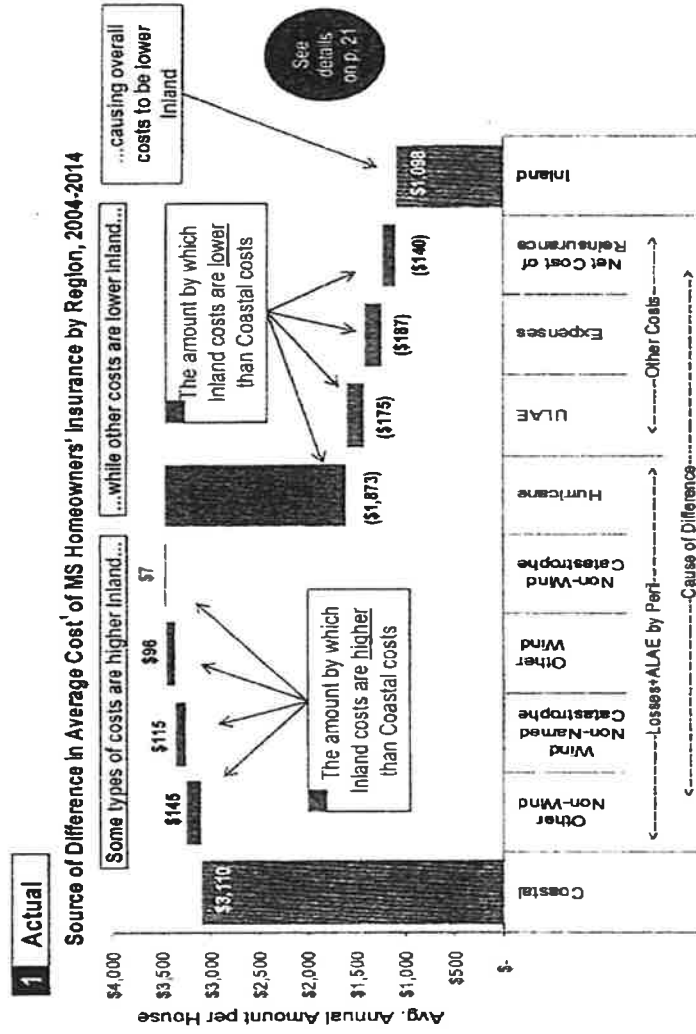 1 Actual
Source of Difference in Average Cost¹ of MS Homeowners' Insurance by Region, 2004-2014
Some types of costs are higher Inland...
...while other costs are lower Inland...
...causing overall
costs to be lower
Inland
See
details
on p. 21
Avg. Annual Amount per House
$4,000
$3,500
$3,000
$2,500
$2,000
$1,500
$1,000
$500
$-
$3,110
$145
$115
$96
$7
($1,873)
($175)
($187)
($140)
$1,098
The amount by which
Inland costs are higher
than Coastal costs
The amount by which
Inland costs are lower
than Coastal costs
Coastal
Other
Non-Wind
Wind
Non-Named
Catastrophe
Other
Wind
Non-Wind
Catastrophe
Hurricane
ULAE
Expenses
Net Cost of
Reinsurance
Inland
<--------Losses+ALAE by Peril-------->
<--------Other Costs-------->
<--------Cause of Difference-------->